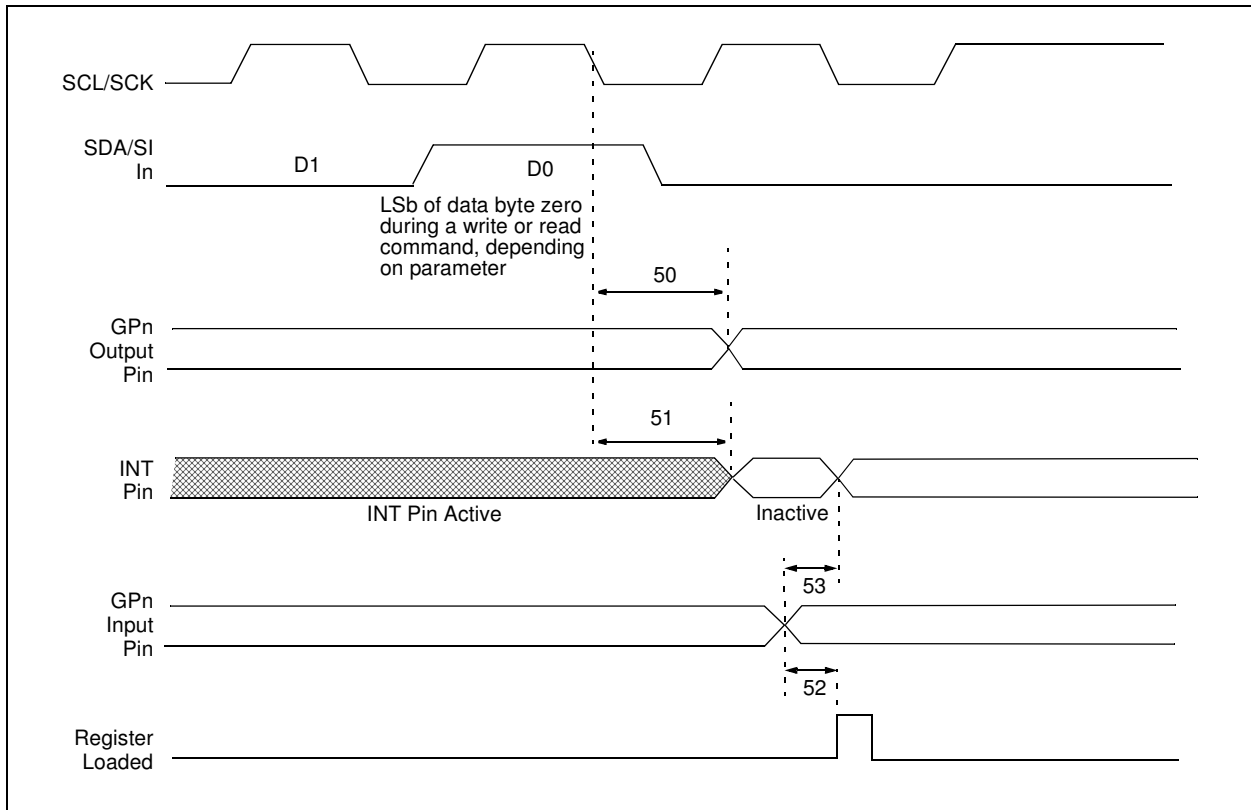 SCL/SCK
SDA/SI
In
D1
D0
LSb of data byte zero
during a write or read
command, depending
on parameter
50
GPn
Output
Pin
51
INT
Pin
INT Pin Active
Inactive
53
GPn
Input
Pin
52
Register
Loaded